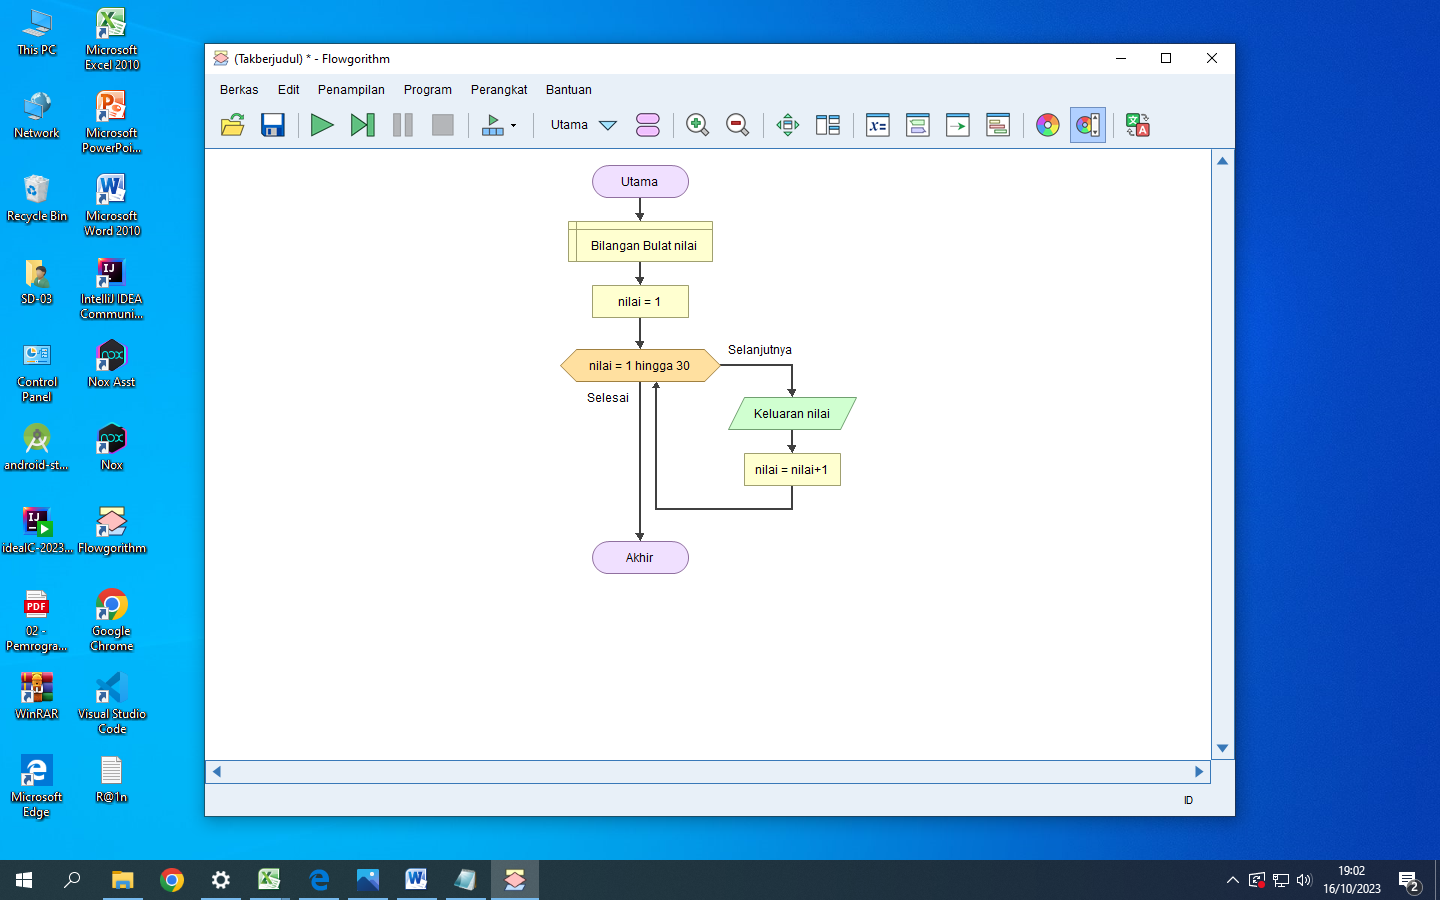 This PC
Microsoft
Excel 2010
Network
Microsoft
PowerPoi...
Recycle Bin
Microsoft
Word 2010
SD-03
IntelliJ IDEA
Communi...
Control
Panel
Nox Asst
android-st...
Nox
idealC-2023...
Flowgorithm
02 -
Pemrogra...
Google
Chrome
WinRAR
Visual Studio
Code
Microsoft
Edge
R@1n
(Takberjudul) * - Flowgorithm
Berkas Edit Penampilan Program Perangkat Bantuan
Utama
Utama
Bilangan Bulat nilai
nilai = 1
nilai = 1 hingga 30
Selanjutnya
Selesai
Keluaran nilai
nilai = nilai+1
Akhir
ID
19:02
16/10/2023
2